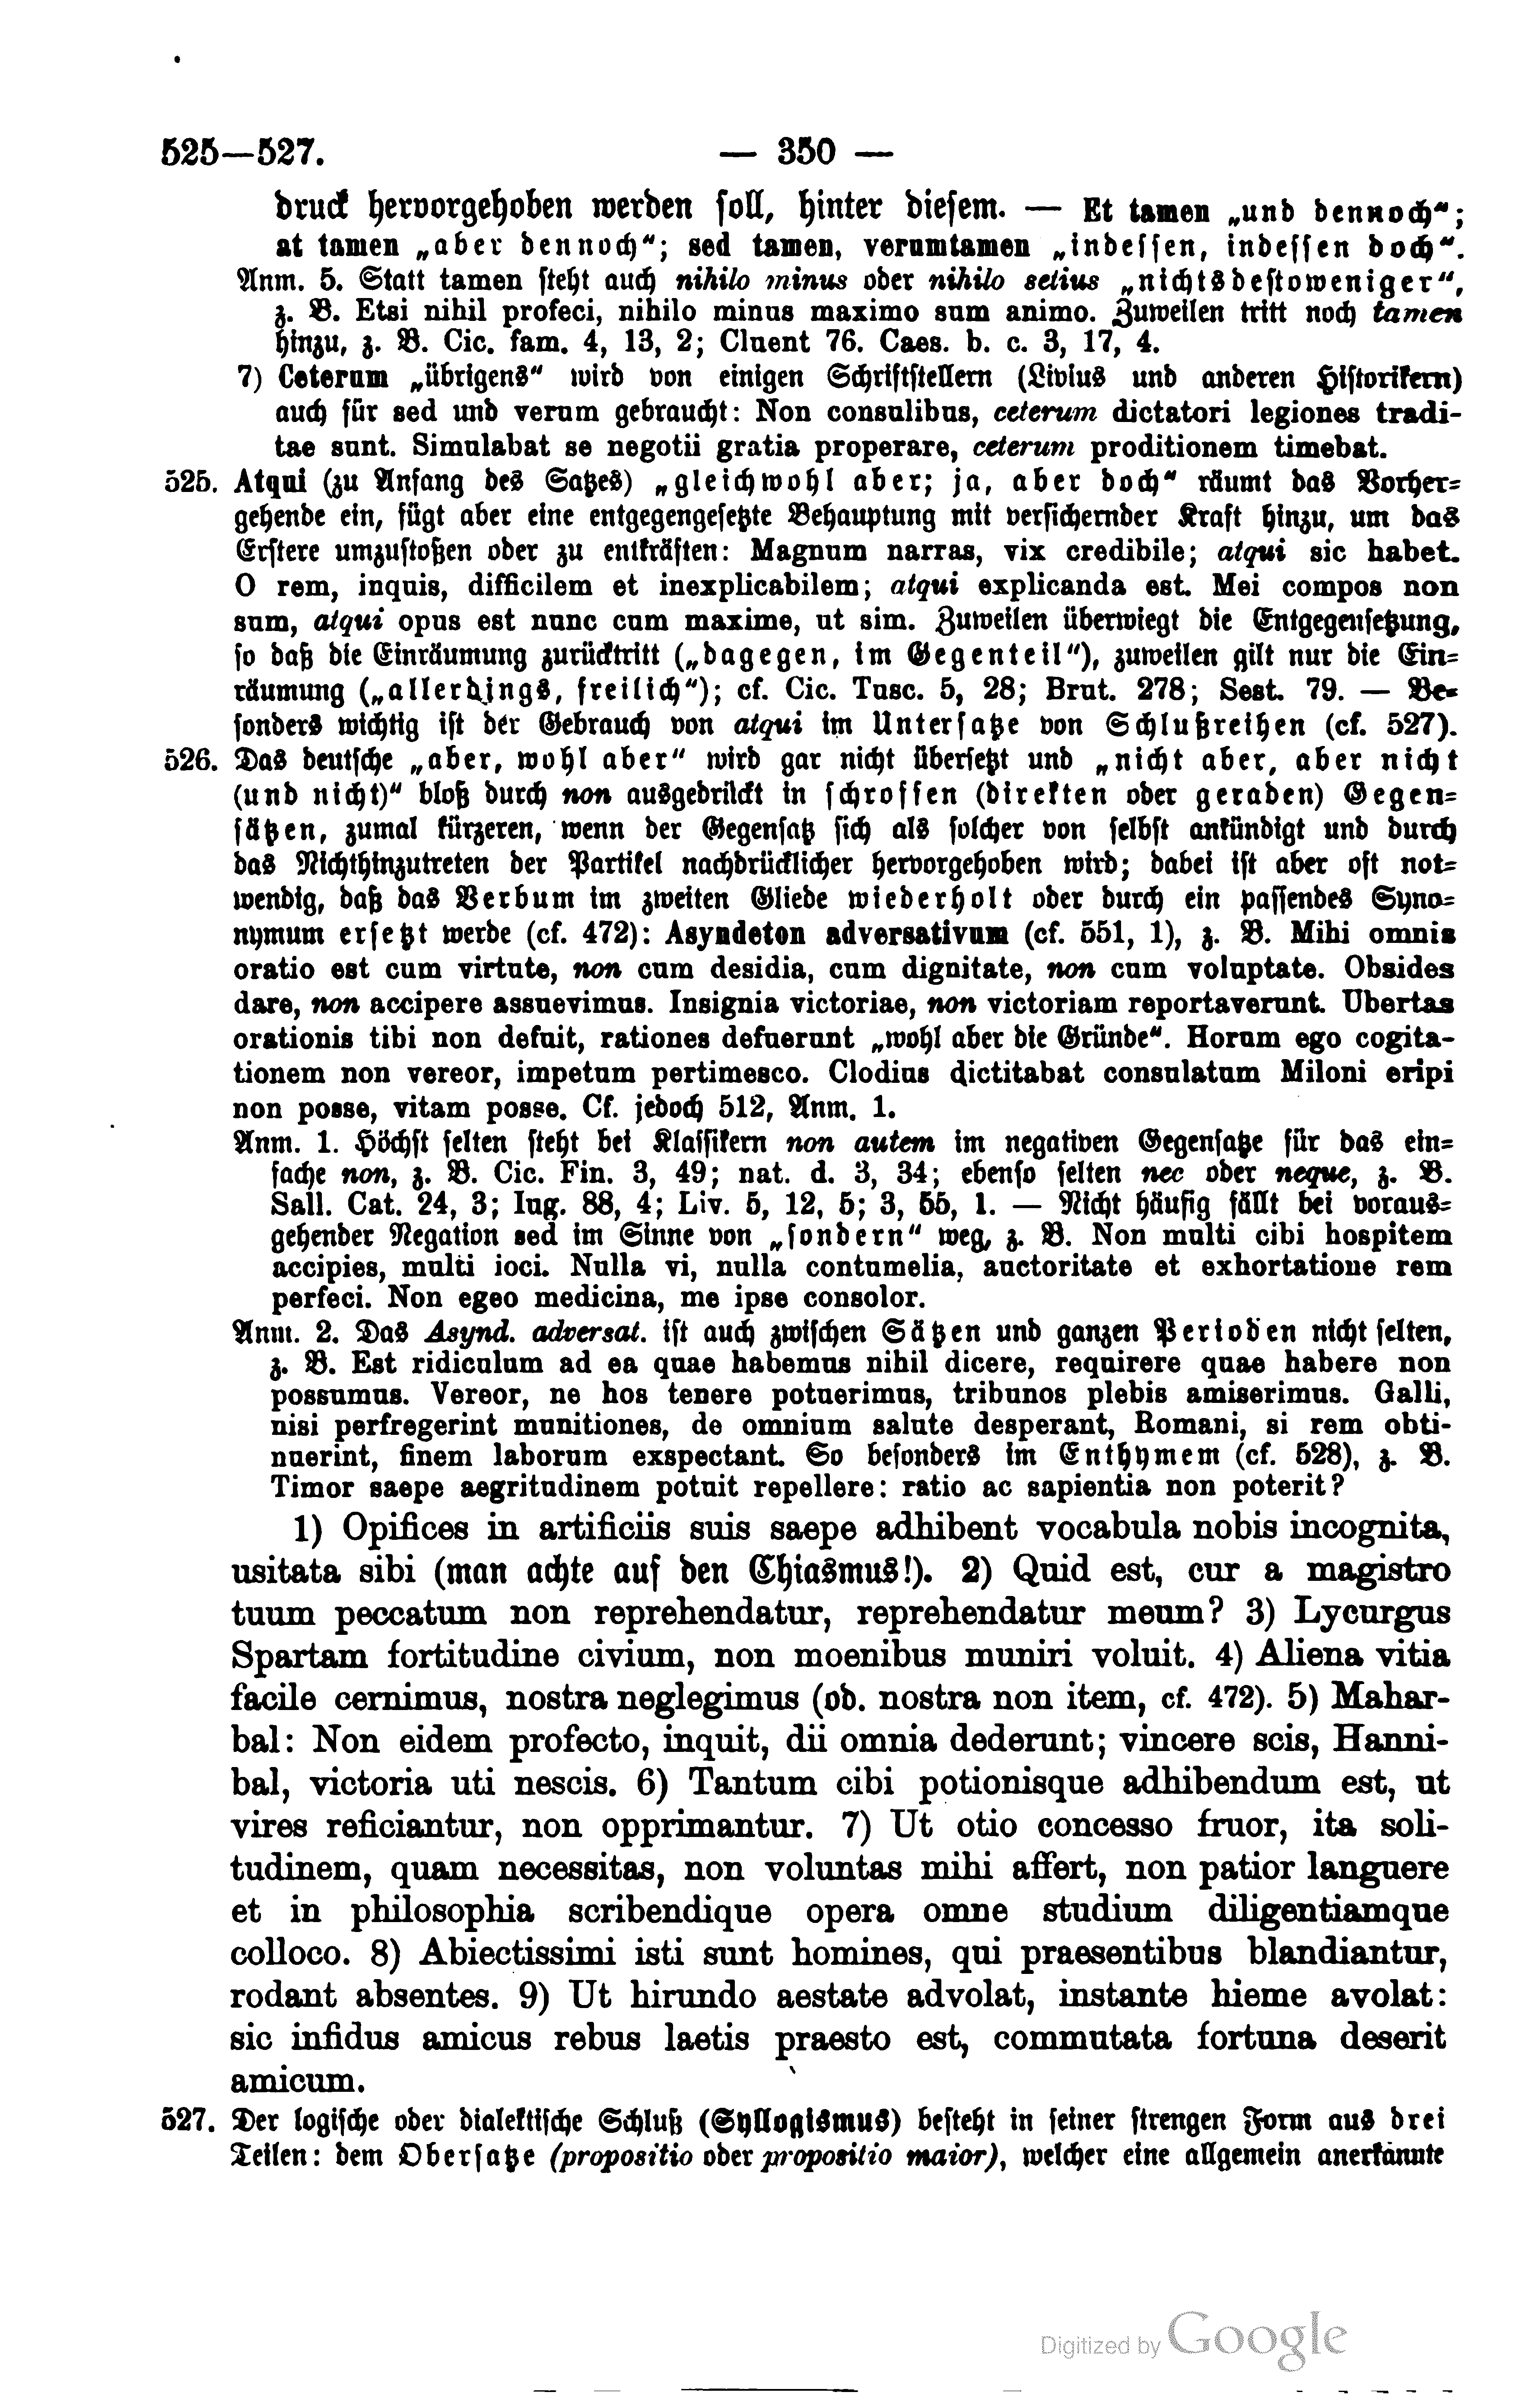 525—527. — 350 —
druck hervorgehoben werden soll, hinter diesem. — Et tamen „und dennoch“;
at tamen „aber dennoch“; sed tamen, verumtamen „indessen, indessen doch“.
Anm. 5. Statt tamen steht auch nihilo minus oder nihilo setius „nichtsdestoweniger“,
z. B. Etsi nihil profeci, nihilo minus maximo sum animo. Zuweilen tritt noch tamen
hinzu, z. B. Cic. fam. 4, 13, 2; Cluent 76. Caes. b. c. 3, 17, 4.
7) Ceterum „übrigens“ wird von einigen Schriftstellern (Livius und anderen Historikern)
auch für sed und verum gebraucht: Non consulibus, ceterum dictatori legiones tradi-
tae sunt. Simulabat se negotii gratia properare, ceterum proditionem timebat.
525. Atqui (zu Anfang des Satzes) „gleichwohl aber; ja, aber doch“ räumt das Vorher-
gehende ein, fügt aber eine entgegengesetzte Behauptung mit versichernder Kraft hinzu, um das
Erstere umzustoßen oder zu entkräften: Magnum narras, vix credibile; atqui sic habet.
O rem, inquis, difficilem et inexplicabilem; atqui explicanda est. Mei compos non
sum, atqui opus est nunc cum maxime, ut sim. Zuweilen überwiegt die Entgegensetzung,
so daß die Einräumung zurücktritt („dagegen, im Gegenteil“), zuweilen gilt nur die Ein-
räumung („allerdings, freilich“); cf. Cic. Tusc. 5, 28; Brut. 278; Sest. 79. — Be-
sonders wichtig ist der Gebrauch von atqui im Untersatze von Schlußreihen (cf. 527).
526. Das deutsche „aber, wohl aber“ wird gar nicht übersetzt und „nicht aber, aber nicht
(und nicht)“ bloß durch non ausgedrückt in schroffen (direkten oder geraden) Gegen-
sätzen, zumal kürzeren, wenn der Gegensatz sich als solcher von selbst ankündigt und durch
das Nichthinzutreten der Partikel nachdrücklicher hervorgehoben wird; dabei ist aber oft not-
wendig, daß das Verbum im zweiten Gliede wiederholt oder durch ein passendes Syno-
nymum ersetzt werde (cf. 472): Asyndeton adversativum (cf. 551, 1), z. B. Mihi omnis
oratio est cum virtute, non cum desidia, cum dignitate, non cum voluptate. Obsides
dare, non accipere assuevimus. Insignia victoriae, non victoriam reportaverunt. Ubertas
orationis tibi non defuit, rationes defuerunt „wohl aber die Gründe“. Horum ego cogita-
tionem non vereor, impetum pertimesco. Clodius dictitabat consulatum Miloni eripi
non posse, vitam posse. Cf. jedoch 512, Anm. 1.
Anm. 1. Höchst selten steht bei Klassikern non autem im negativen Gegensatze für das ein-
fache non, z. B. Cic. Fin. 3, 49; nat. d. 3, 34; ebenso selten nec oder neque, z. B.
Sall. Cat. 24, 3; Iug. 88, 4; Liv. 5, 12, 5; 3, 55, 1. — Nicht häufig fällt bei voraus-
gehender Negation sed im Sinne von „sondern“ weg, z. B. Non multi cibi hospitem
accipies, multi ioci. Nulla vi, nulla contumelia, auctoritate et exhortatione rem
perfeci. Non egeo medicina, me ipse consolor.
Anm. 2. Das Asynd. adversat. ist auch zwischen Sätzen und ganzen Perioden nicht selten,
z. B. Est ridiculum ad ea quae habemus nihil dicere, requirere quae habere non
possumus. Vereor, ne hos tenere potuerimus, tribunos plebis amiserimus. Galli,
nisi perfregerint munitiones, de omnium salute desperant, Romani, si rem obti-
nuerint, finem laborum exspectant. So besonders im Enthymem (cf. 528), z. B.
Timor saepe aegritudinem potuit repellere: ratio ac sapientia non poterit?
1) Opifices in artificiis suis saepe adhibent vocabula nobis incognita,
usitata sibi (man achte auf den Chiasmus!). 2) Quid est, cur a magistro
tuum peccatum non reprehendatur, reprehendatur meum? 3) Lycurgus
Spartam fortitudine civium, non moenibus muniri voluit. 4) Aliena vitia
facile cernimus, nostra neglegimus (od. nostra non item, cf. 472). 5) Mahar-
bal: Non eidem profecto, inquit, dii omnia dederunt; vincere scis, Hanni-
bal, victoria uti nescis. 6) Tantum cibi potionisque adhibendum est, ut
vires reficiantur, non opprimantur. 7) Ut otio concesso fruor, ita soli-
tudinem, quam necessitas, non voluntas mihi affert, non patior languere
et in philosophia scribendique opera omne studium diligentiamque
colloco. 8) Abiectissimi isti sunt homines, qui praesentibus blandiantur,
rodant absentes. 9) Ut hirundo aestate advolat, instante hieme avolat:
sic infidus amicus rebus laetis praesto est, commutata fortuna deserit
amicum.
527. Der logische oder dialektische Schluß (Syllogismus) besteht in seiner strengen Form aus drei
Teilen: dem Obersatze (propositio oder propositio maior), welcher eine allgemein anerkannte
Digitized by Google